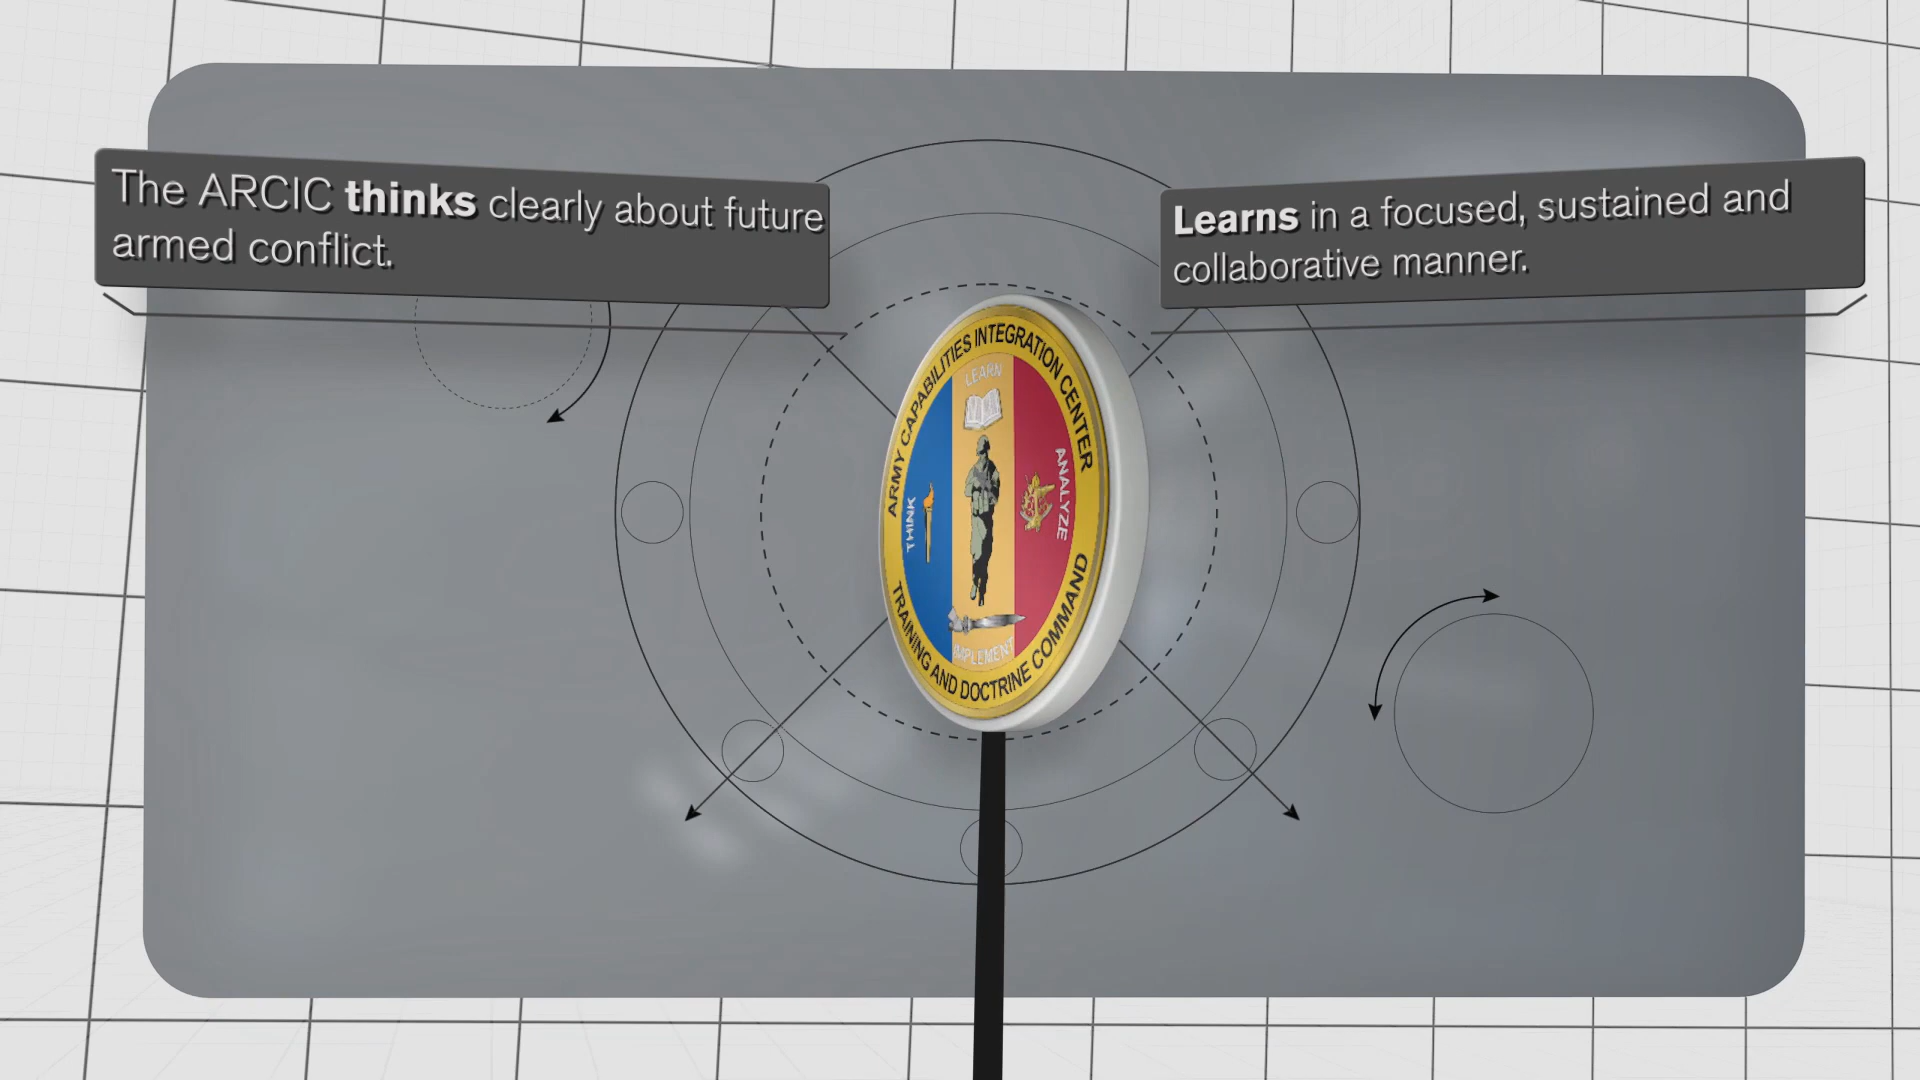 The ARCIC thinks clearly about future
armed conflict.
Learns in a focused, sustained and
collaborative manner.
ARMY CAPABILITIES INTEGRATION CENTER
LEARN
THINK
ANALYZE
IMPLEMENT
TRAINING AND DOCTRINE COMMAND